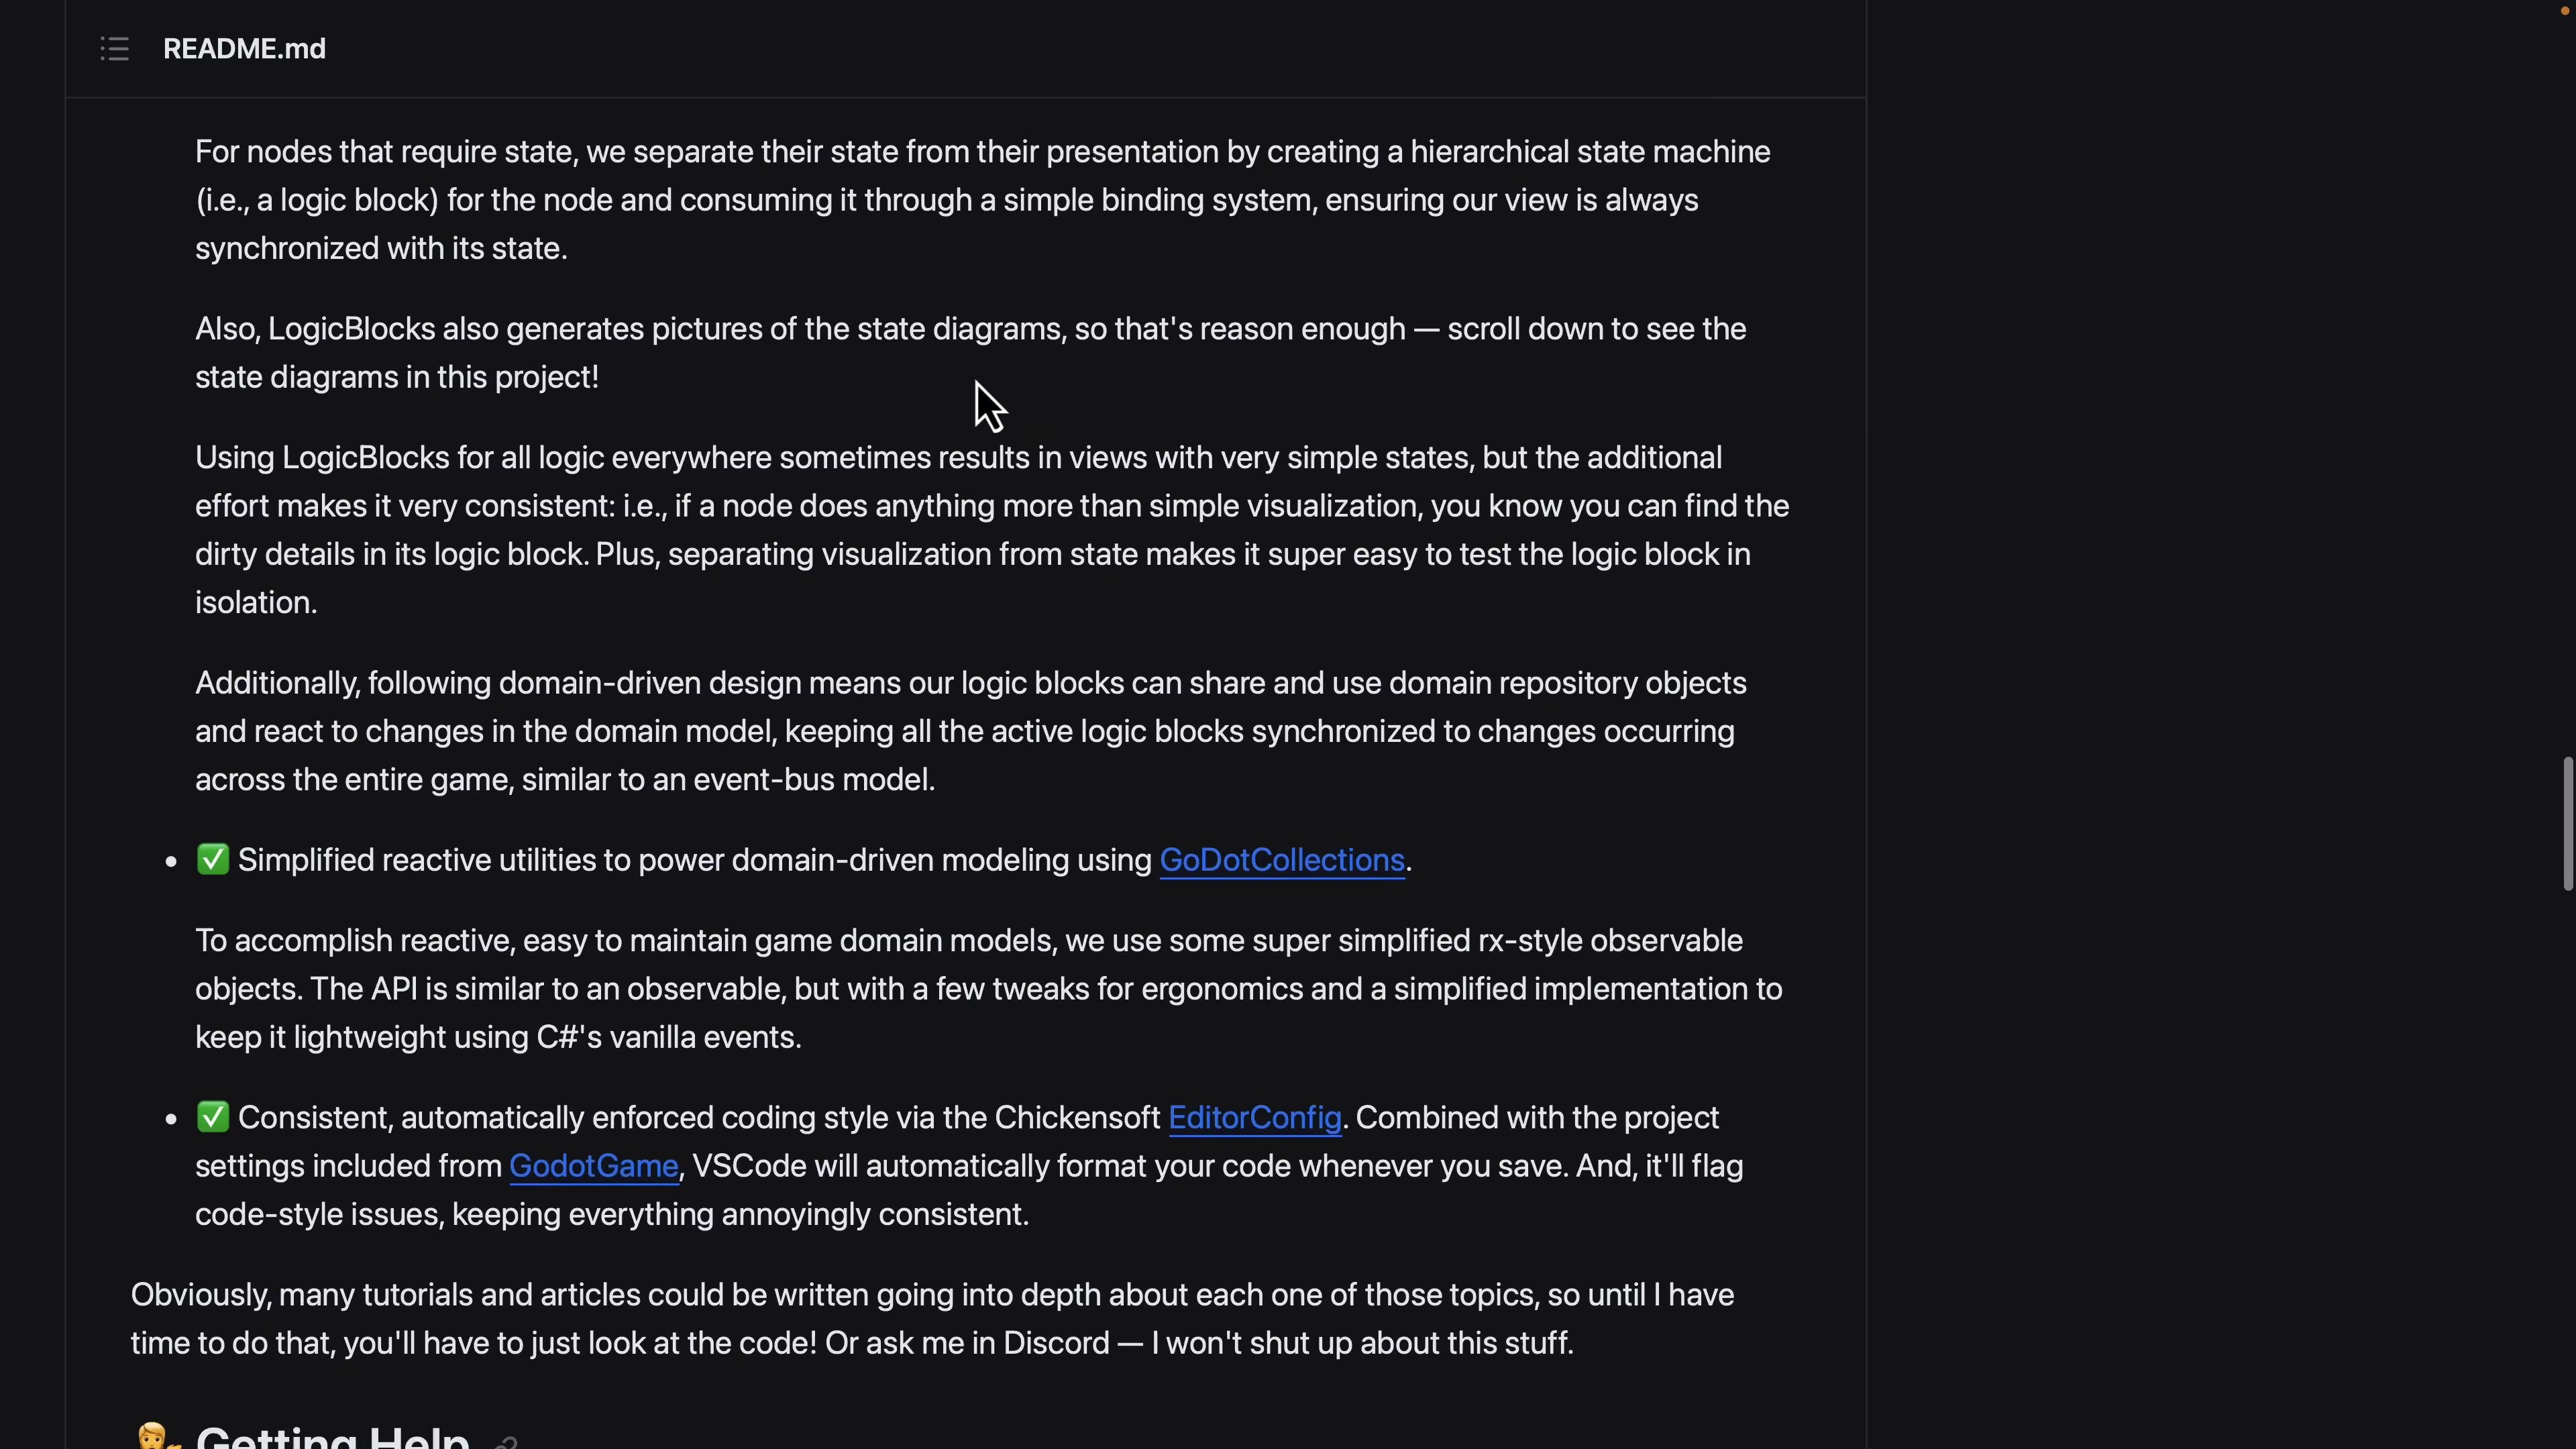 README.md
For nodes that require state, we separate their state from their presentation by creating a hierarchical state machine
(i.e., a logic block) for the node and consuming it through a simple binding system, ensuring our view is always
synchronized with its state.
Also, LogicBlocks also generates pictures of the state diagrams, so that's reason enough — scroll down to see the
state diagrams in this project!
Using LogicBlocks for all logic everywhere sometimes results in views with very simple states, but the additional
effort makes it very consistent: i.e., if a node does anything more than simple visualization, you know you can find the
dirty details in its logic block. Plus, separating visualization from state makes it super easy to test the logic block in
isolation.
Additionally, following domain-driven design means our logic blocks can share and use domain repository objects
and react to changes in the domain model, keeping all the active logic blocks synchronized to changes occurring
across the entire game, similar to an event-bus model.
• ✅ Simplified reactive utilities to power domain-driven modeling using GoDotCollections.
To accomplish reactive, easy to maintain game domain models, we use some super simplified rx-style observable
objects. The API is similar to an observable, but with a few tweaks for ergonomics and a simplified implementation to
keep it lightweight using C#'s vanilla events.
• ✅ Consistent, automatically enforced coding style via the Chickensoft EditorConfig. Combined with the project
settings included from GodotGame, VSCode will automatically format your code whenever you save. And, it'll flag
code-style issues, keeping everything annoyingly consistent.
Obviously, many tutorials and articles could be written going into depth about each one of those topics, so until I have
time to do that, you'll have to just look at the code! Or ask me in Discord — I won't shut up about this stuff.
Getting Help